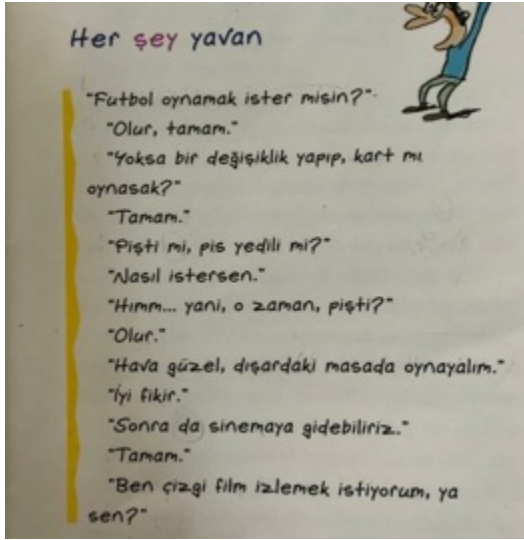 Her şey yavan
"Futbol oynamak ister misin?"
"Olur, tamam."
"Yoksa bir değişiklik yapıp, kart mı
oynasak?"
"Tamam."
"Pişti mi, pis yedili mi?"
"Nasıl istersen."
"Hımm... yani, o zaman, pişti?"
"Olur."
"Hava güzel, dışardaki masada oynayalım."
"İyi fikir."
"Sonra da sinemaya gidebiliriz."
"Tamam."
"Ben çizgi film izlemek istiyorum, ya
sen?"